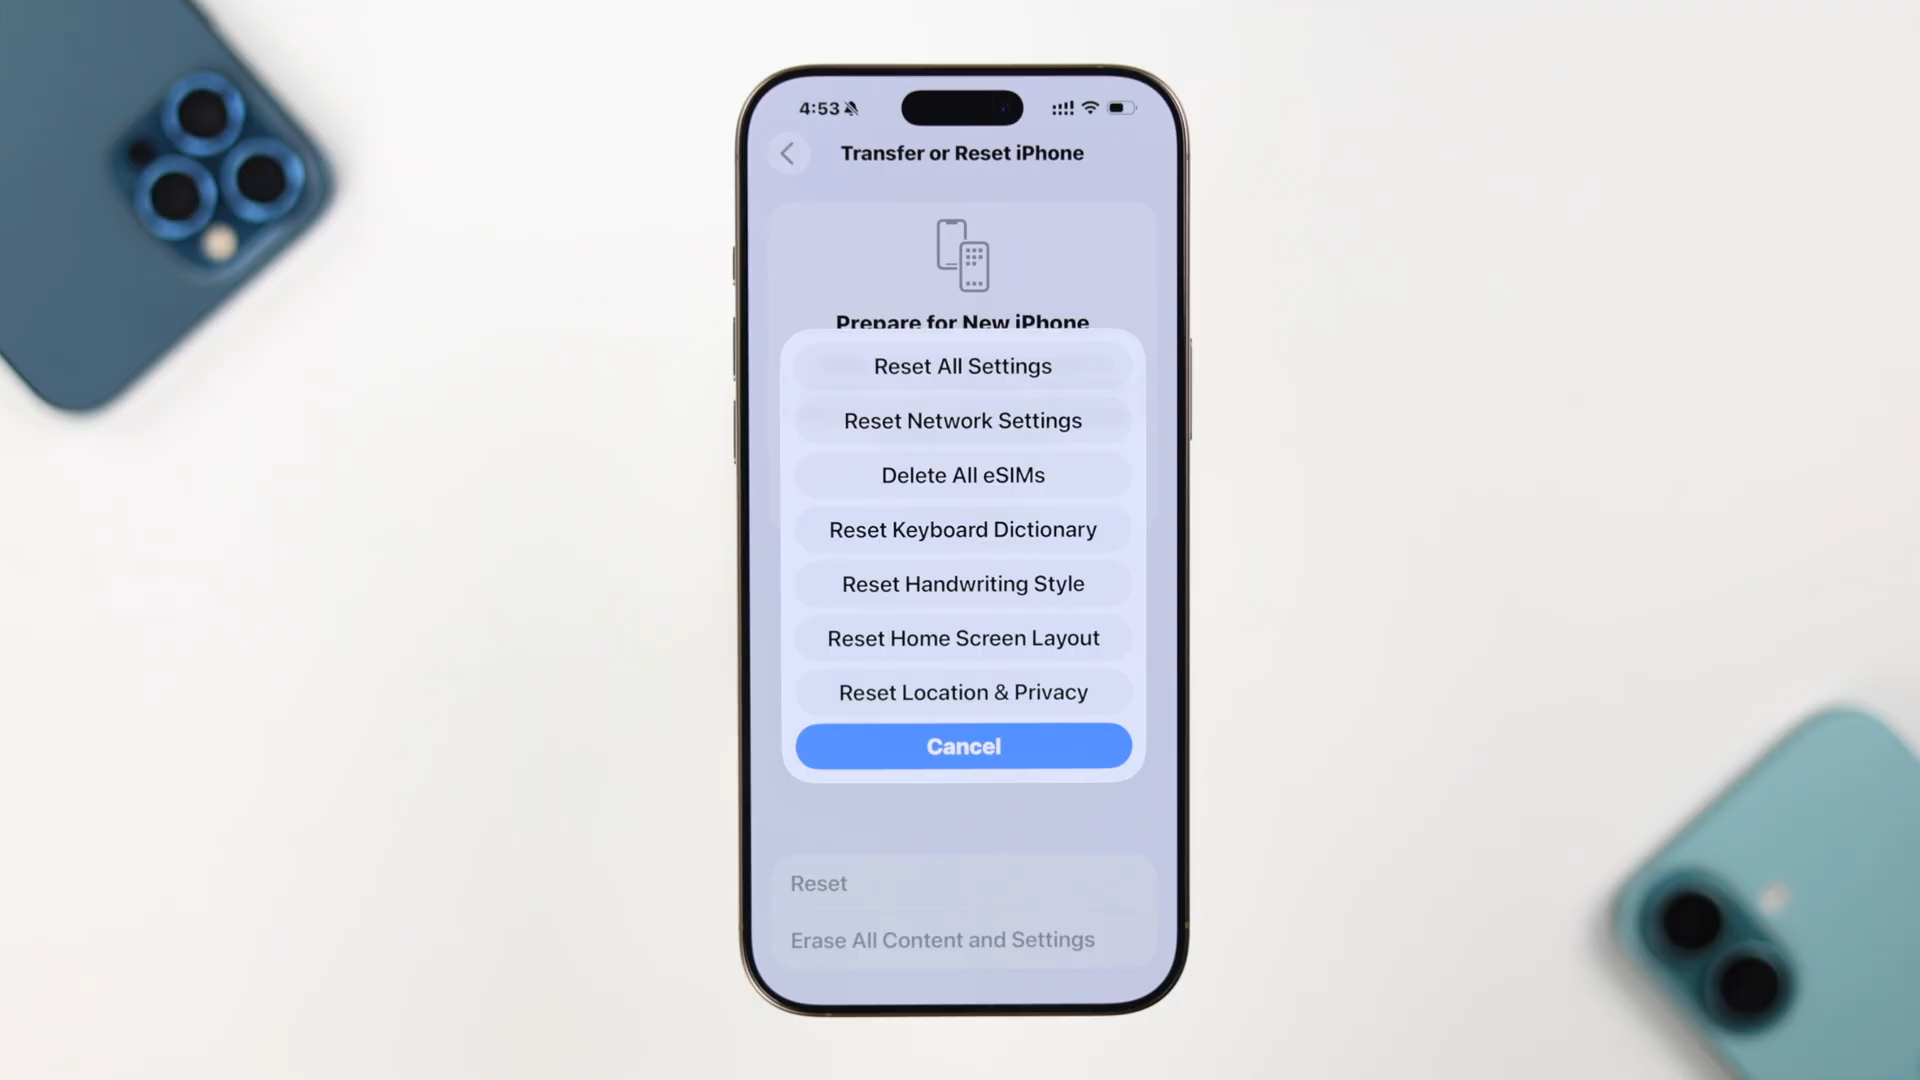 4:53
Transfer or Reset iPhone
Prepare for New iPhone
Reset All Settings
Reset Network Settings
Delete All eSIMs
Reset Keyboard Dictionary
Reset Handwriting Style
Reset Home Screen Layout
Reset Location & Privacy
Cancel
Reset
Erase All Content and Settings